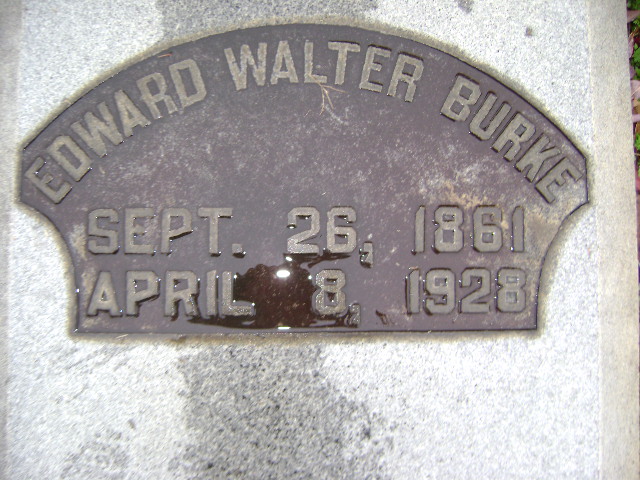 EDWARD WALTER BURKE
SEPT. 26, 1861
APRIL 8, 1928